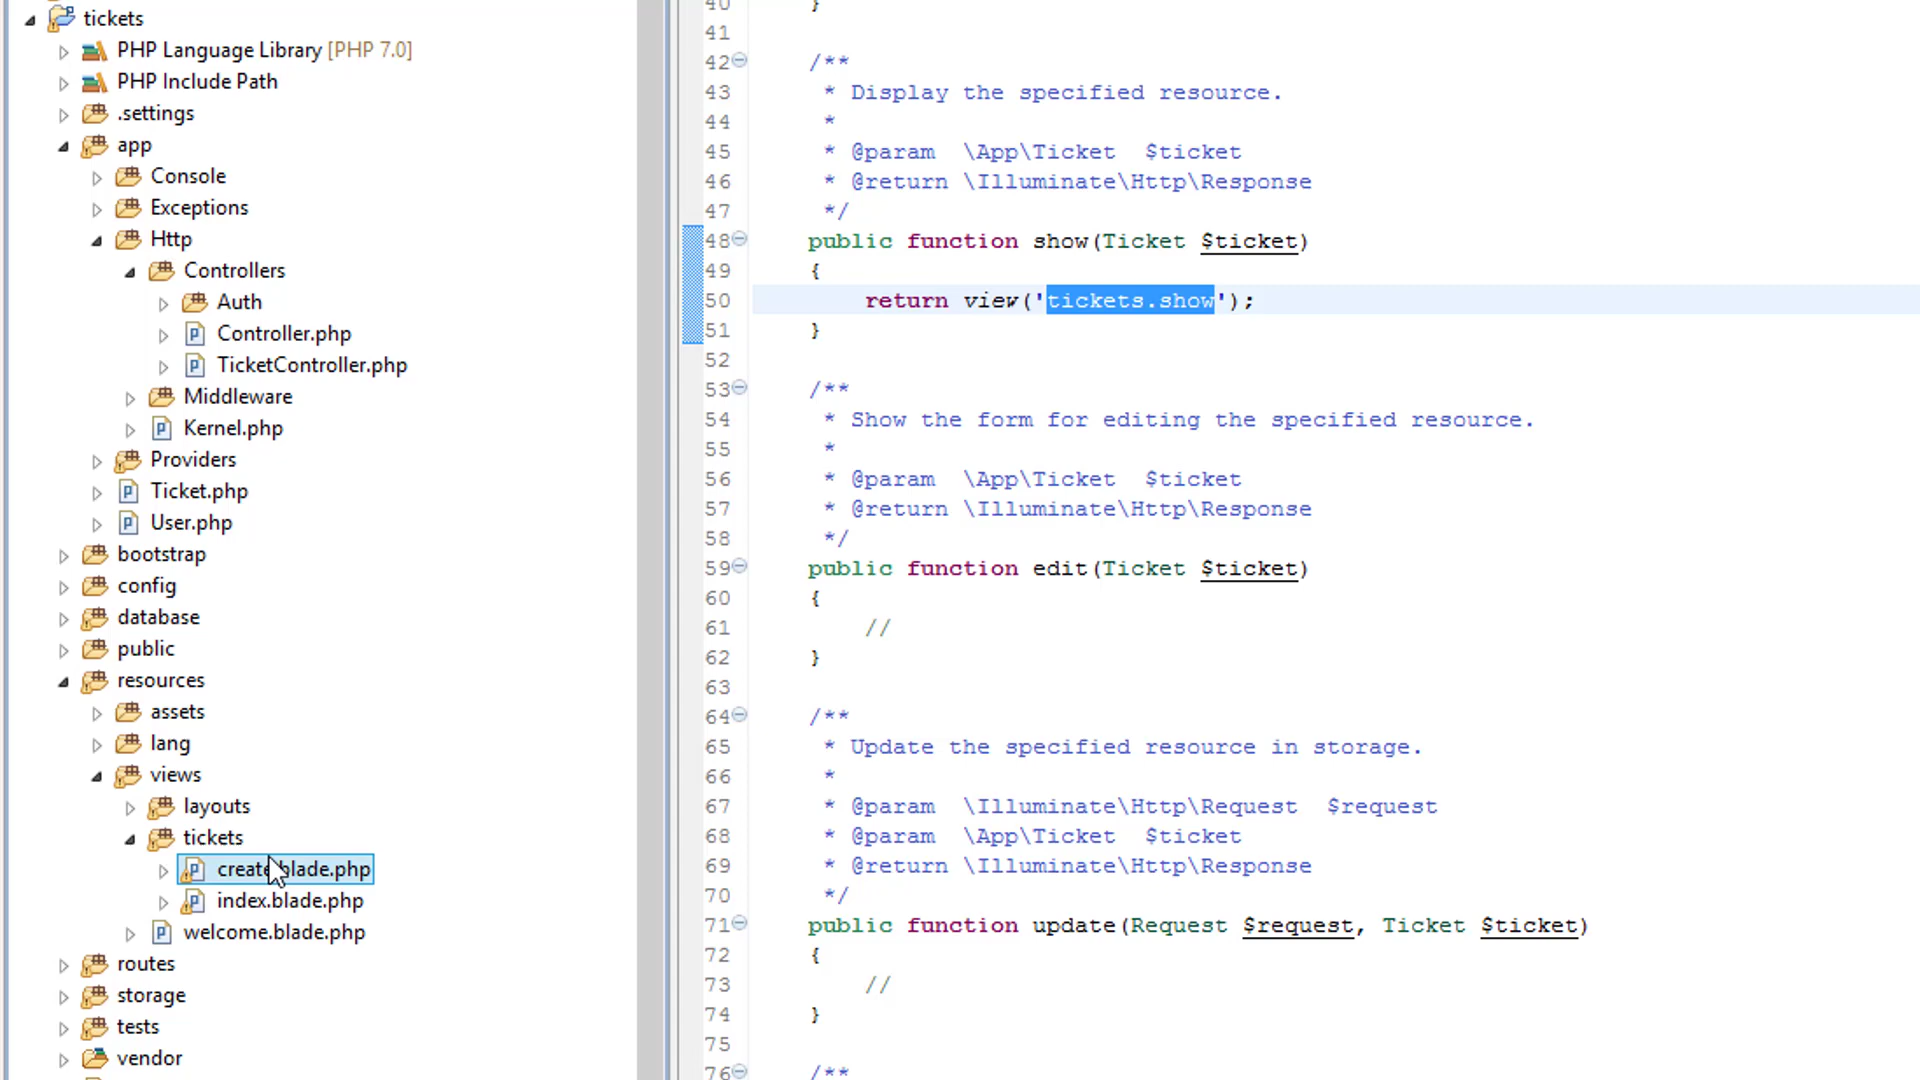 tickets
PHP Language Library [PHP 7.0]
PHP Include Path
.settings
app
Console
Exceptions
Http
Controllers
Auth
Controller.php
TicketController.php
Middleware
Kernel.php
Providers
Ticket.php
User.php
bootstrap
config
database
public
resources
assets
lang
views
layouts
tickets
create.blade.php
index.blade.php
welcome.blade.php
routes
storage
tests
vendor
40 }
41
42 /**
43 * Display the specified resource.
44 *
45 * @param \App\Ticket $ticket
46 * @return \Illuminate\Http\Response
47 */
48 public function show(Ticket $ticket)
49 {
50 return view('tickets.show');
51 }
52
53 /**
54 * Show the form for editing the specified resource.
55 *
56 * @param \App\Ticket $ticket
57 * @return \Illuminate\Http\Response
58 */
59 public function edit(Ticket $ticket)
60 {
61 //
62 }
63
64 /**
65 * Update the specified resource in storage.
66 *
67 * @param \Illuminate\Http\Request $request
68 * @param \App\Ticket $ticket
69 * @return \Illuminate\Http\Response
70 */
71 public function update(Request $request, Ticket $ticket)
72 {
73 //
74 }
75
76 /**